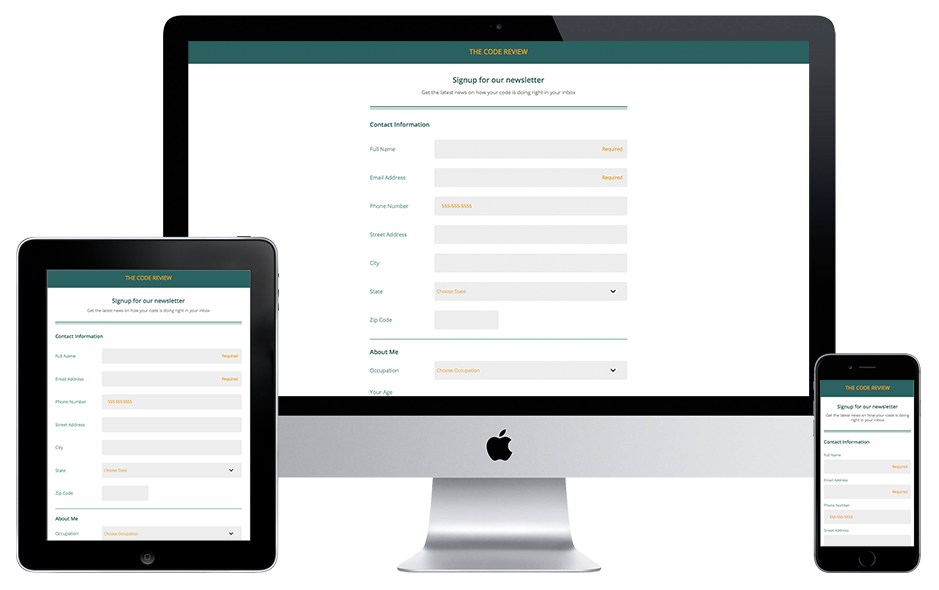 THE CODE REVIEW
Signup for our newsletter
Get the latest news on how your code is doing right in your inbox
Contact Information
Full Name
Required
Email Address
Required
Phone Number
555-555-5555
Street Address
City
State
Choose State
Zip Code
About Me
Occupation
Choose Occupation
Your Age
THE CODE REVIEW
Signup for our newsletter
Get the latest news on how your code is doing right in your inbox
Contact Information
Full Name
Required
Email Address
Required
Phone Number
555-555-5555
Street Address
City
State
Choose State
Zip Code
About Me
Occupation
Choose Occupation
THE CODE REVIEW
Signup for our newsletter
Get the latest news on how your code is doing
right in your inbox
Contact Information
Full Name
Required
Email Address
Required
Phone Number
555-555-5555
Street Address